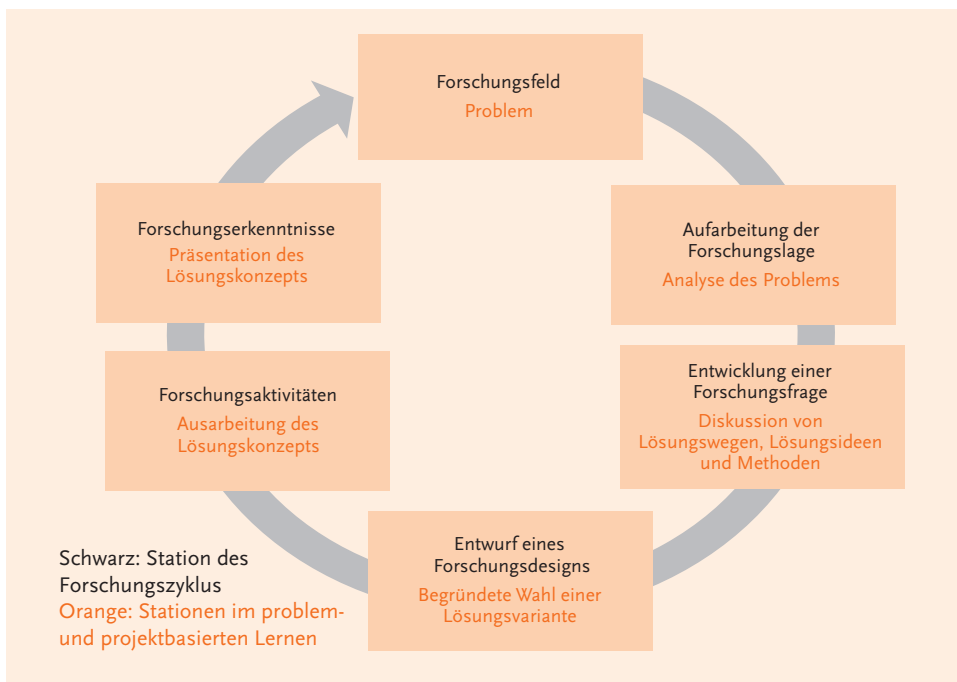 Forschungsfeld
Problem
Aufarbeitung der
Forschungslage
Analyse des Problems
Entwicklung einer
Forschungsfrage
Diskussion von
Lösungswegen, Lösungsideen
und Methoden
Entwurf eines
Forschungsdesigns
Begründete Wahl einer
Lösungsvariante
Forschungsaktivitäten
Ausarbeitung des
Lösungskonzepts
Forschungserkenntnisse
Präsentation des
Lösungskonzepts
Schwarz: Station des
Forschungszyklus
Orange: Stationen im problem-
und projektbasierten Lernen